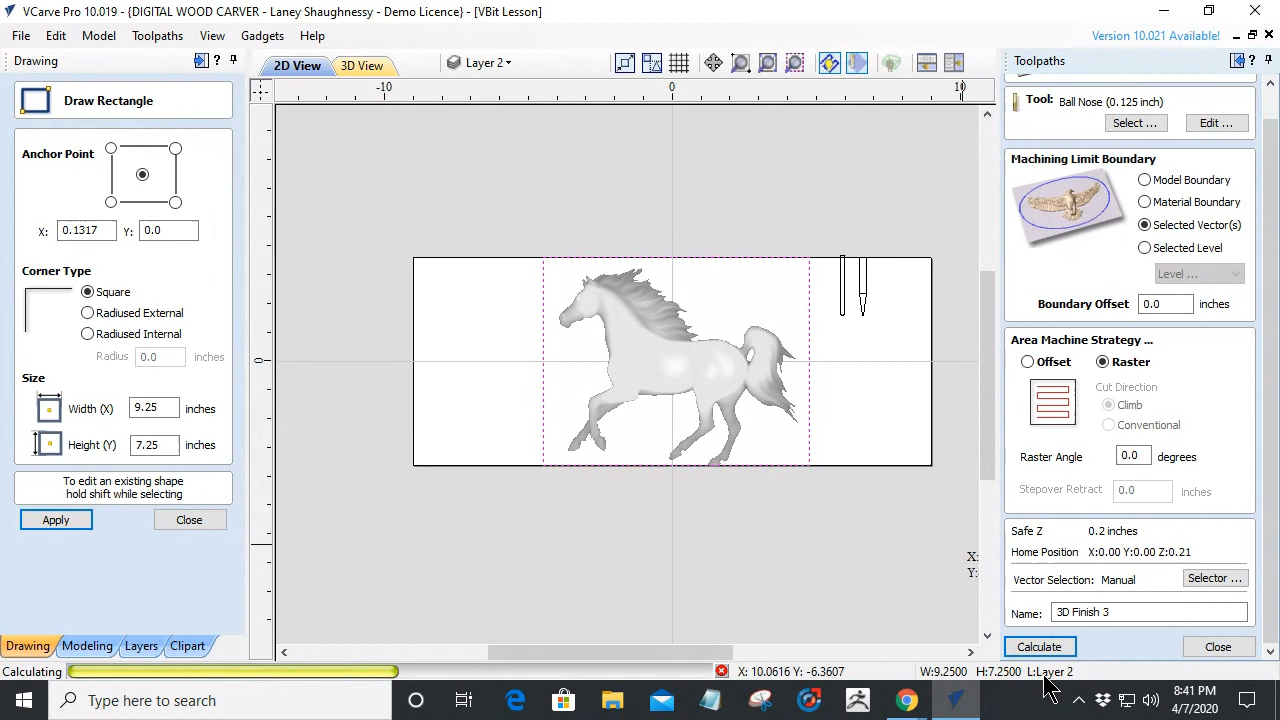 VCarve Pro 10.019 - {DIGITAL WOOD CARVER - Laney Shaughnessy - Demo Licence} - [VBit Lesson]
File Edit Model Toolpaths View Gadgets Help Version 10.021 Available!
Drawing
2D View 3D View Layer 2
Toolpaths
Draw Rectangle
-10 0 10
Tool: Ball Nose (0.125 inch)
Select ... Edit ...
Anchor Point
X: 0.1317 Y: 0.0
Machining Limit Boundary
Model Boundary
Material Boundary
Selected Vector(s)
Selected Level
Level ...
Boundary Offset 0.0 inches
Corner Type
Square
Radiused External
Radiused Internal
Radius 0.0 inches
0
Area Machine Strategy ...
Offset Raster
Cut Direction
Climb
Conventional
Raster Angle 0.0 degrees
Stepover Retract 0.0 inches
Size
Width (X) 9.25 inches
Height (Y) 7.25 inches
To edit an existing shape
hold shift while selecting
Apply Close
Safe Z 0.2 inches
Home Position X:0.00 Y:0.00 Z:0.21
X:
Y:
Vector Selection: Manual Selector ...
Name: 3D Finish 3
Drawing Modeling Layers Clipart
Calculate Close
Calculating X: 10.0616 Y: -6.3607 W:9.2500 H:7.2500 L:Layer 2
Type here to search
8:41 PM
4/7/2020